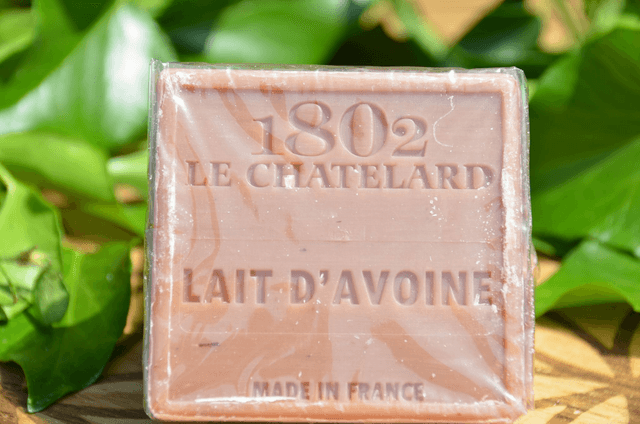 1802
LE CHATELARD
LAIT D'AVOINE
MADE IN FRANCE